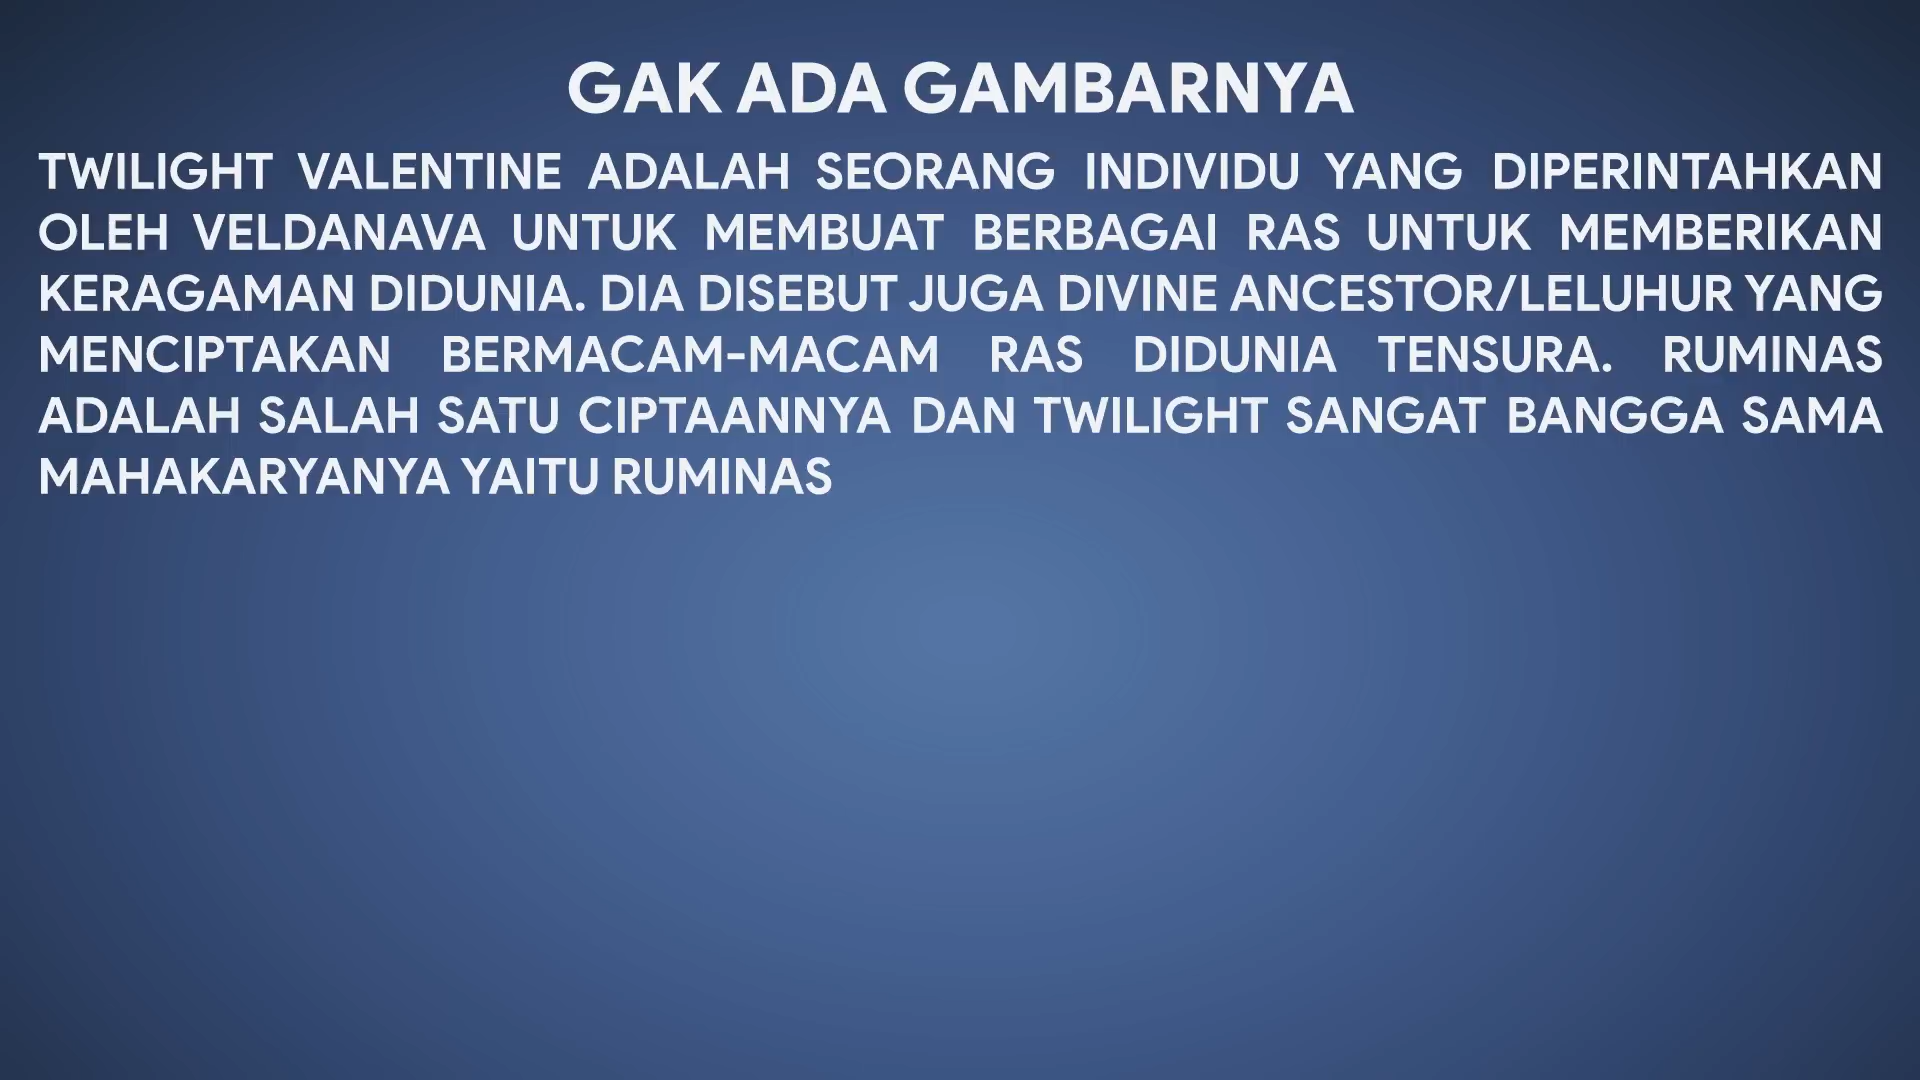 GAK ADA GAMBARNYA
TWILIGHT VALENTINE ADALAH SEORANG INDIVIDU YANG DIPERINTAHKAN
OLEH VELDANAVA UNTUK MEMBUAT BERBAGAI RAS UNTUK MEMBERIKAN
KERAGAMAN DIDUNIA. DIA DISEBUT JUGA DIVINE ANCESTOR/LELUHUR YANG
MENCIPTAKAN BERMACAM-MACAM RAS DIDUNIA TENSURA. RUMINAS
ADALAH SALAH SATU CIPTAANNYA DAN TWILIGHT SANGAT BANGGA SAMA
MAHAKARYANYA YAITU RUMINAS